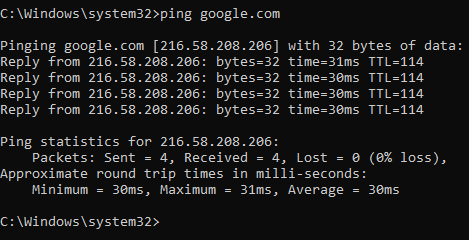 C:\Windows\system32>ping google.com
Pinging google.com [216.58.208.206] with 32 bytes of data:
Reply from 216.58.208.206: bytes=32 time=31ms TTL=114
Reply from 216.58.208.206: bytes=32 time=30ms TTL=114
Reply from 216.58.208.206: bytes=32 time=30ms TTL=114
Reply from 216.58.208.206: bytes=32 time=30ms TTL=114
Ping statistics for 216.58.208.206:
    Packets: Sent = 4, Received = 4, Lost = 0 (0% loss),
Approximate round trip times in milli-seconds:
    Minimum = 30ms, Maximum = 31ms, Average = 30ms
C:\Windows\system32>